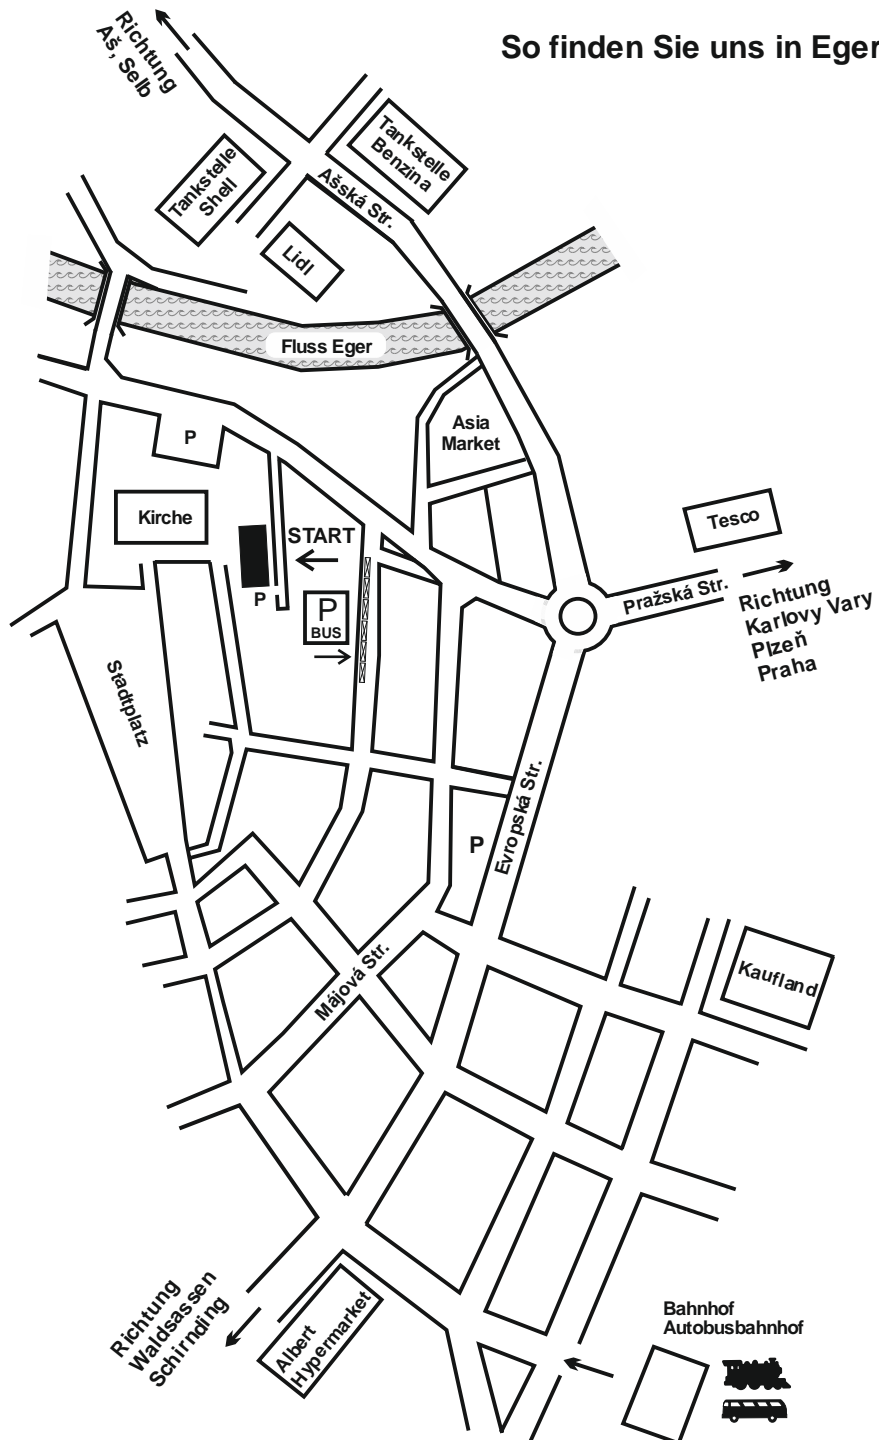 So finden Sie uns in Eger
Richtung
Aš, Selb
Tankstelle
Benzina
Tankstelle
Shell
Ašská Str.
Lidl
Fluss Eger
Asia
Market
P
Kirche
START
Tesco
P
P
BUS
Pražská Str.
Richtung
Karlovy Vary
Plzeň
Praha
Stadtplatz
Evropská Str.
P
Májová Str.
Kaufland
Richtung
Waldsassen
Schirnding
Albert
Hypermarket
Bahnhof
Autobusbahnhof